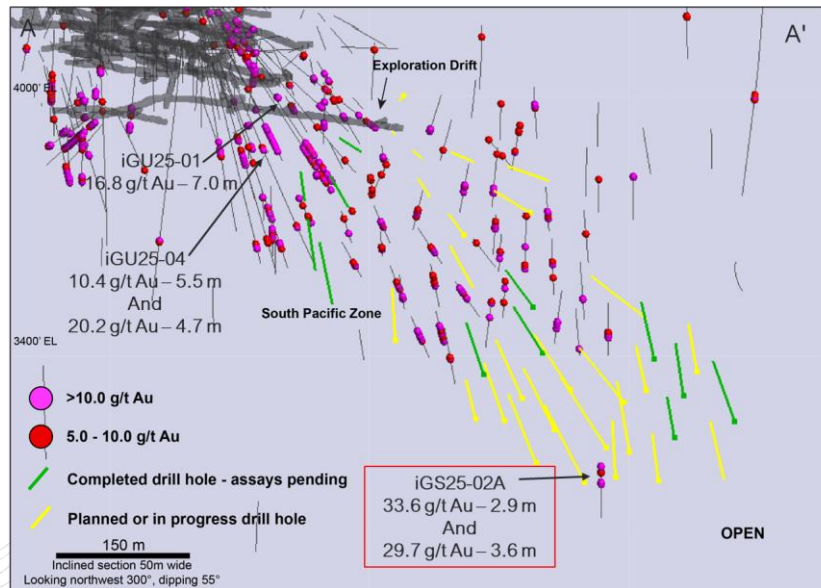 A
A'
Exploration Drift
4000' EL
iGU25-01
16.8 g/t Au – 7.0 m
iGU25-04
10.4 g/t Au – 5.5 m
And
20.2 g/t Au – 4.7 m
South Pacific Zone
3400' EL
>10.0 g/t Au
5.0 - 10.0 g/t Au
Completed drill hole - assays pending
Planned or in progress drill hole
iGS25-02A
33.6 g/t Au – 2.9 m
And
29.7 g/t Au – 3.6 m
OPEN
150 m
Inclined section 50m wide
Looking northwest 300°, dipping 55°